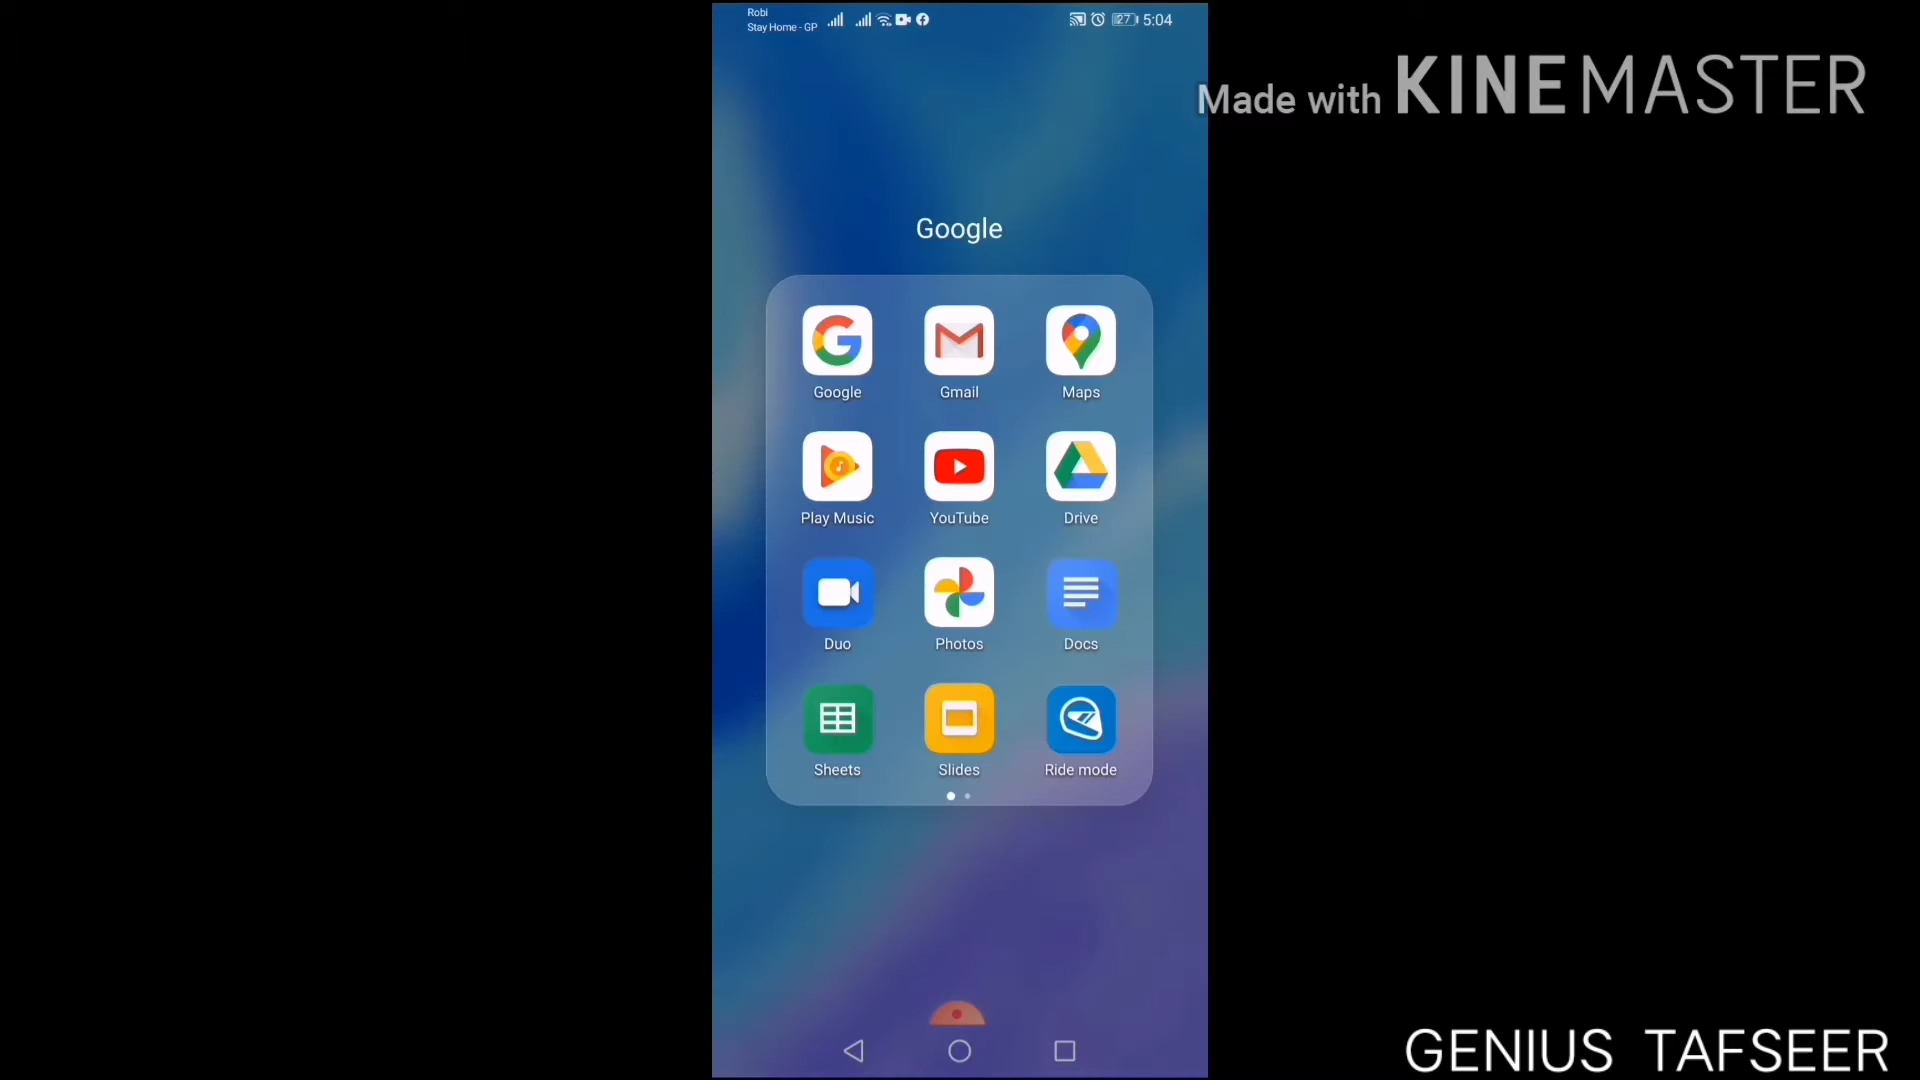 Robi
Stay Home - GP
27 5:04
Made with KINEMASTER
Google
Google Gmail Maps
Play Music YouTube Drive
Duo Photos Docs
Sheets Slides Ride mode
GENIUS TAFSEER